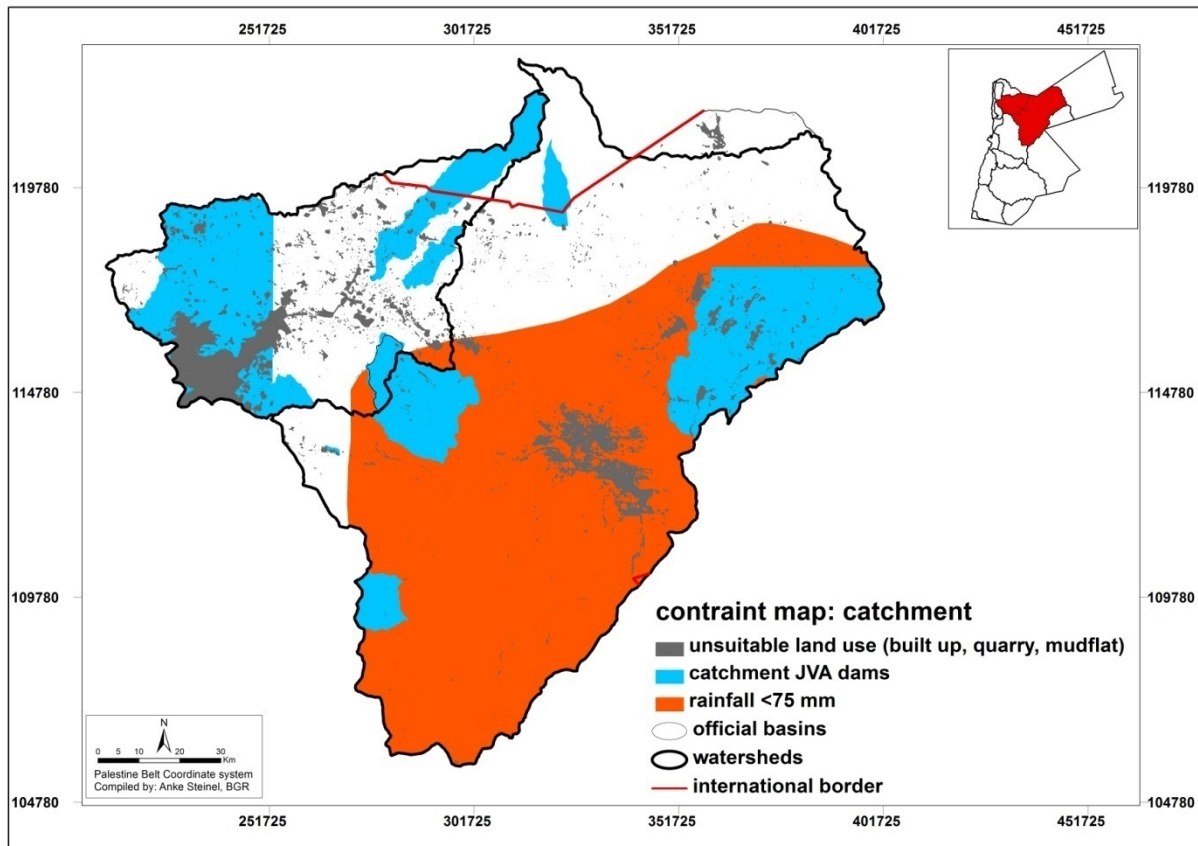 251725 301725 351725 401725 451725
119780 119780
114780 114780
109780 109780
contraint map: catchment
unsuitable land use (built up, quarry, mudflat)
catchment JVA dams
rainfall <75 mm
official basins
watersheds
international border
N
0 5 10 20 30
Km
Palestine Belt Coordinate system
Compiled by: Anke Steinel, BGR
104780 104780
251725 301725 351725 401725 451725